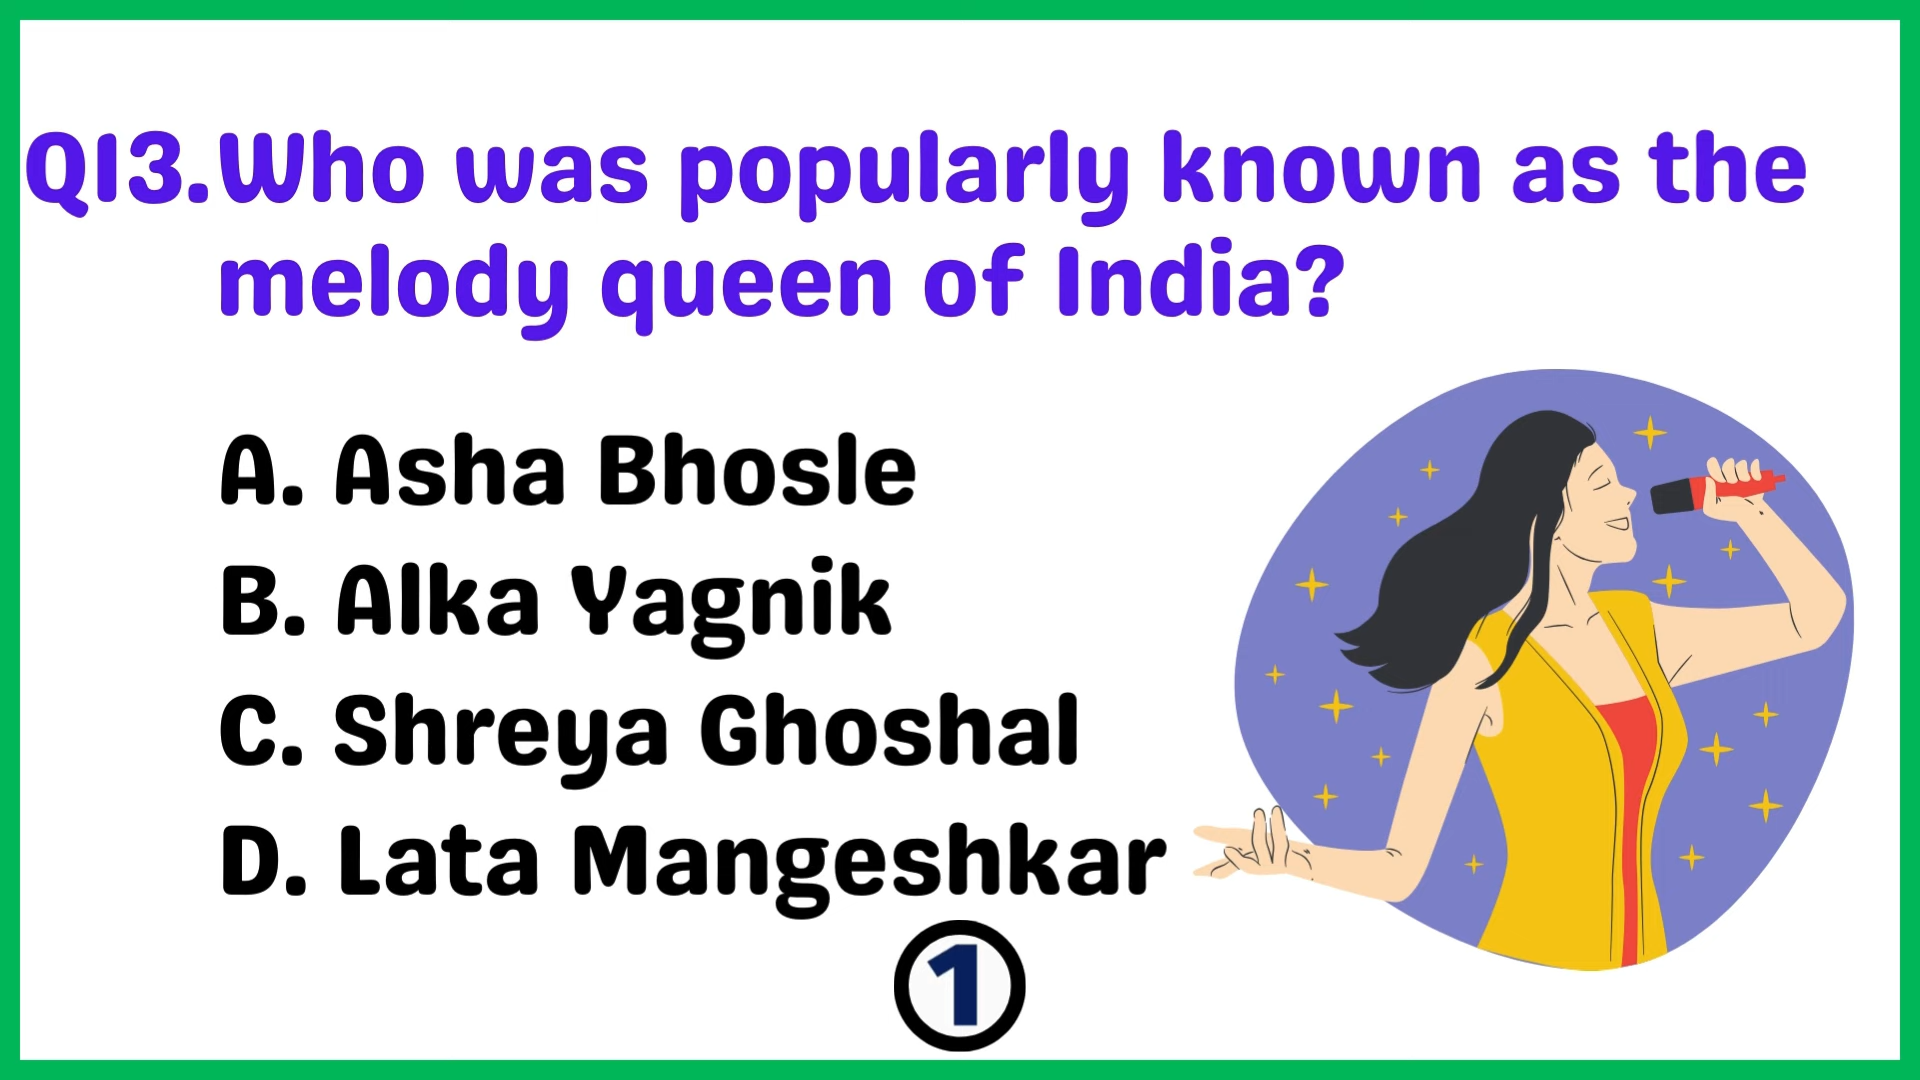 Q13.Who was popularly known as the
melody queen of India?
A. Asha Bhosle
B. Alka Yagnik
C. Shreya Ghoshal
D. Lata Mangeshkar
1